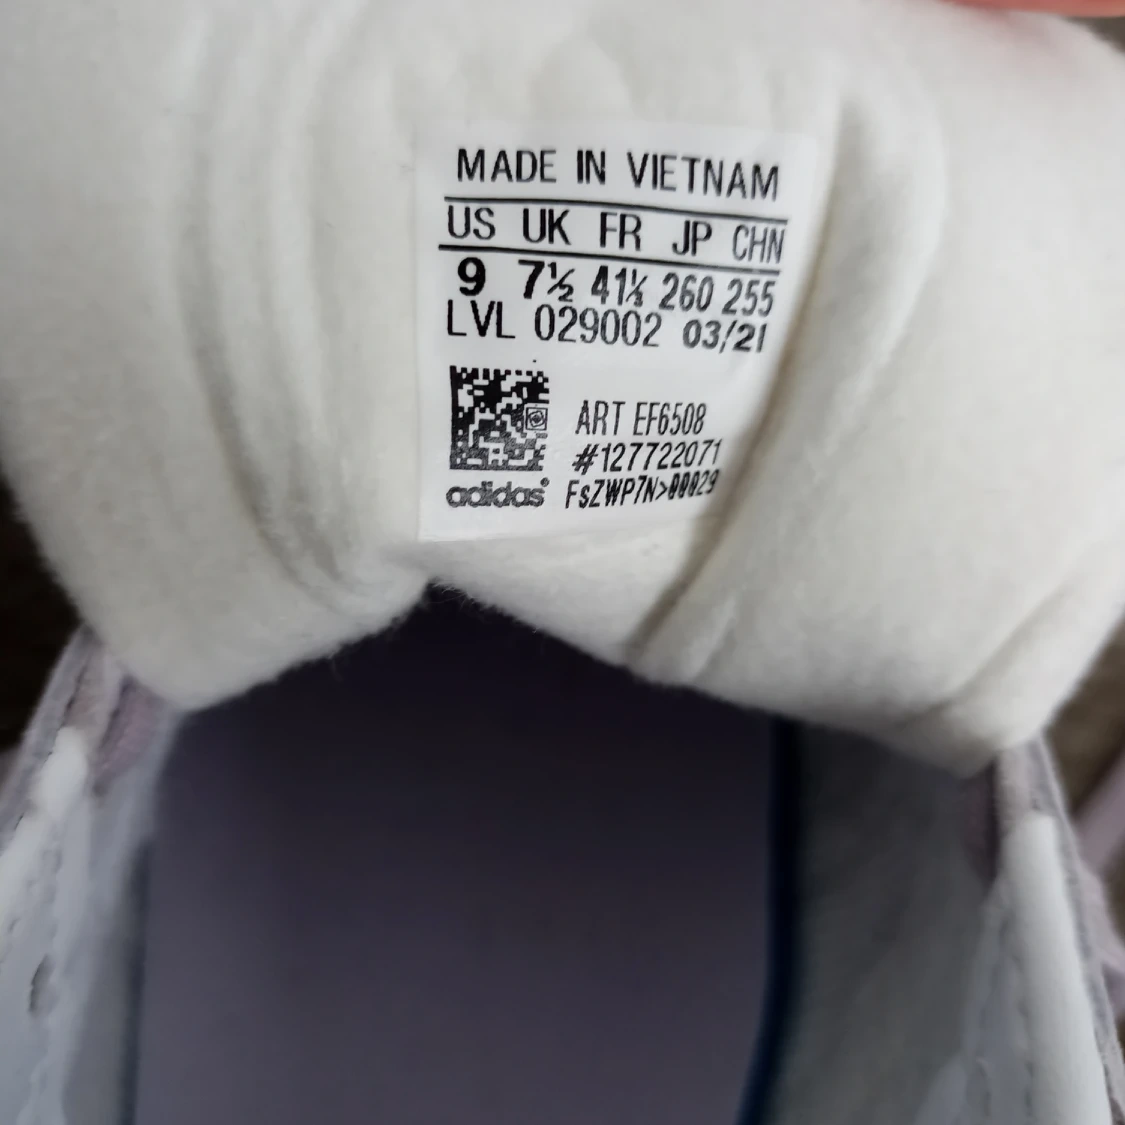 MADE IN VIETNAM
US UK FR JP CHN
9 7½ 41⅓ 260 255
LVL 029002 03/21
ART EF6508
#127722071
adidas® FsZWP7N>00029